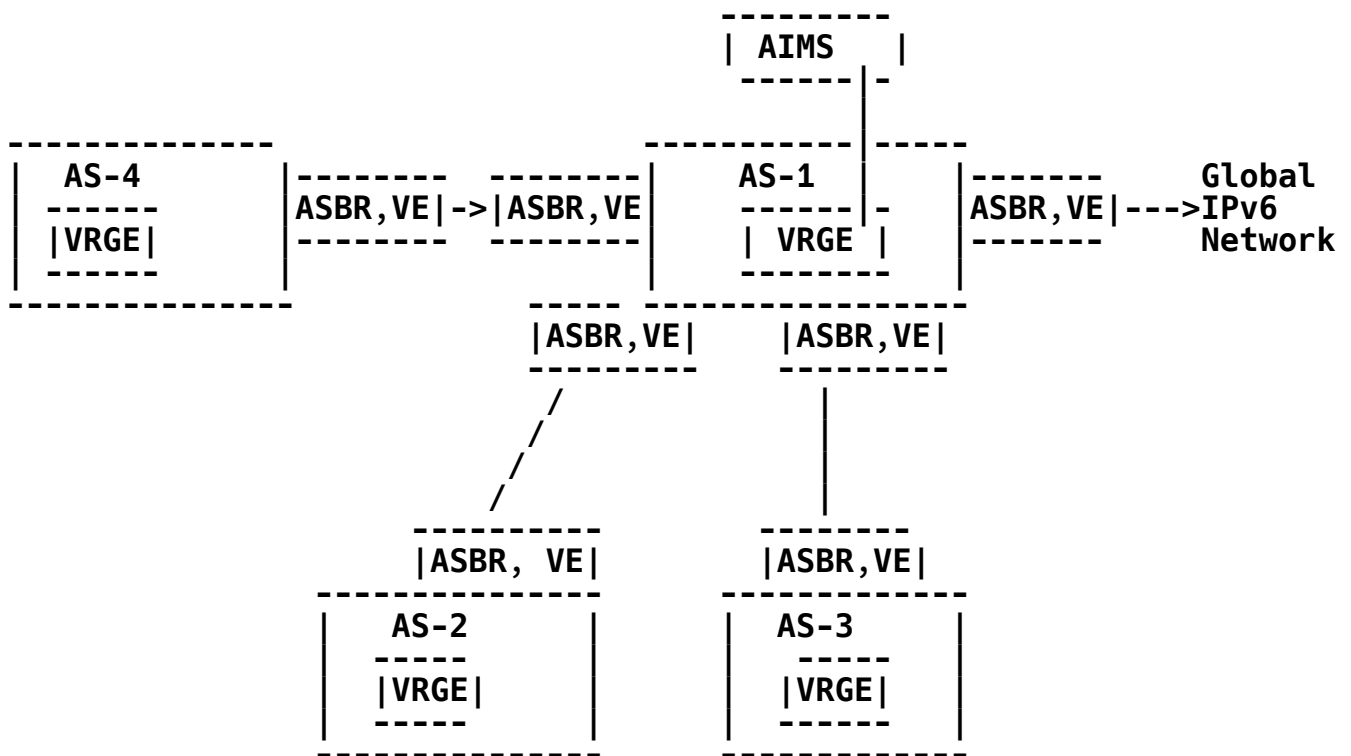 AIMS
AS-4 AS-1 Global
ASBR,VE ASBR,VE ASBR,VE IPv6
VRGE VRGE Network
ASBR,VE ASBR,VE
ASBR, VE ASBR,VE
AS-2 AS-3
VRGE VRGE